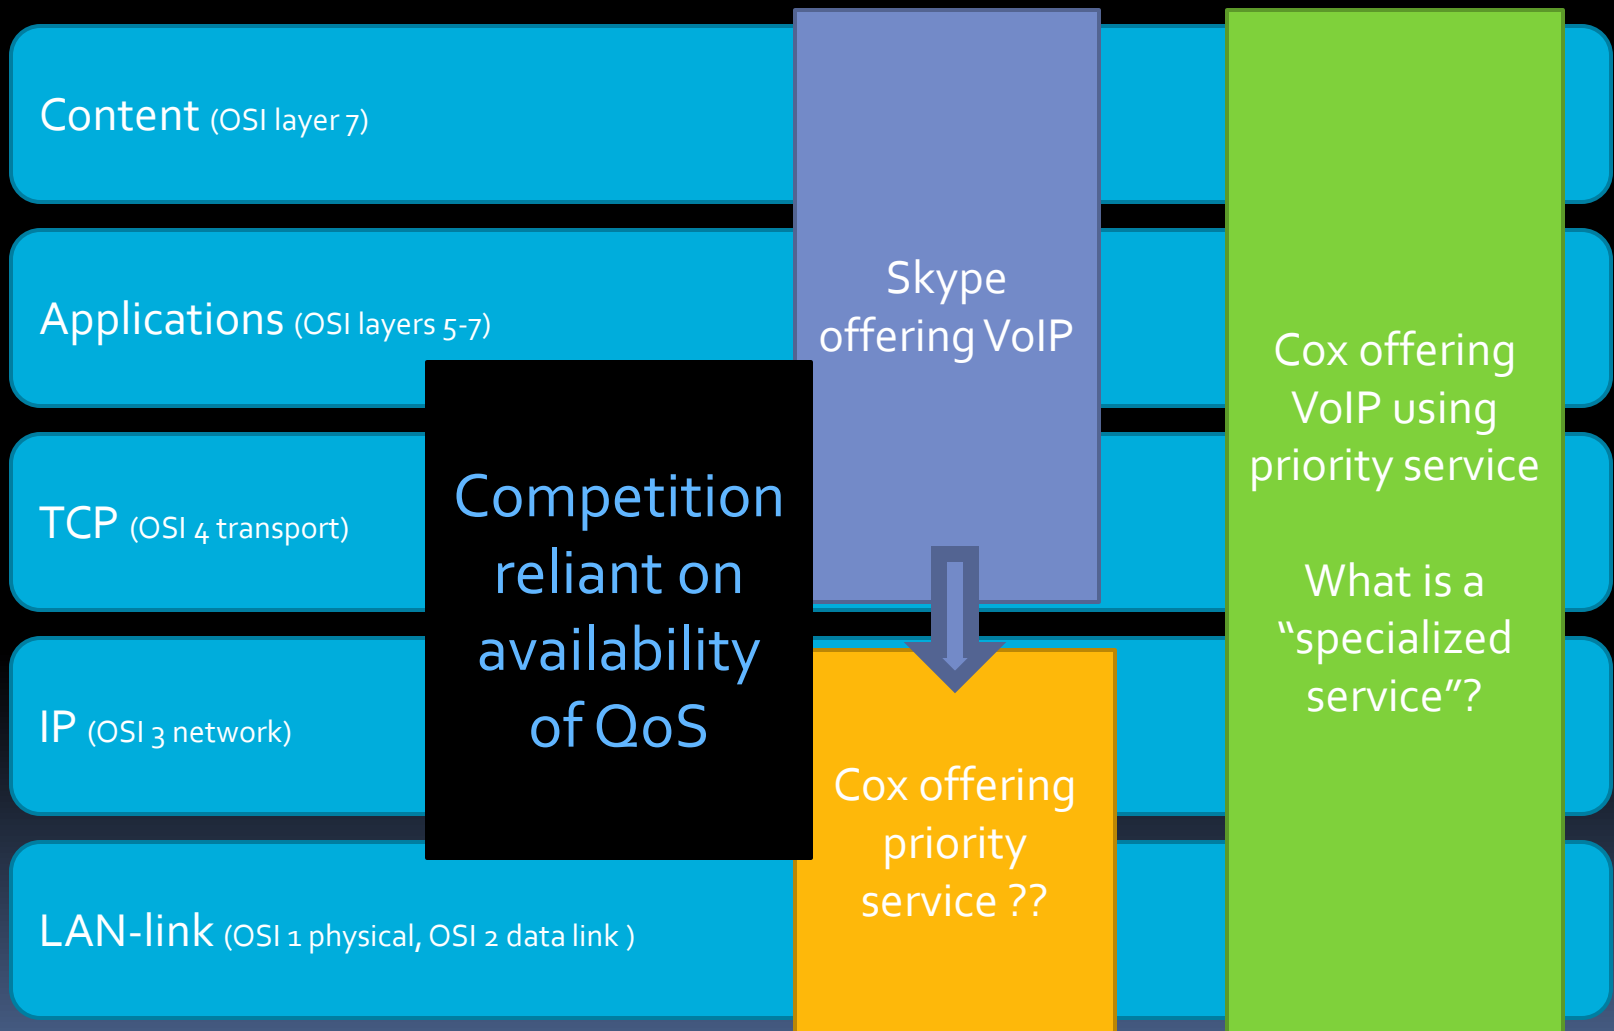 Content (OSI layer 7)
Applications (OSI layers 5-7)
TCP (OSI 4 transport)
IP (OSI 3 network)
LAN-link (OSI 1 physical, OSI 2 data link )
Competition
reliant on
availability
of QoS
Skype
offering VoIP
Cox offering
priority
service ??
Cox offering
VoIP using
priority service
What is a
“specialized
service”?